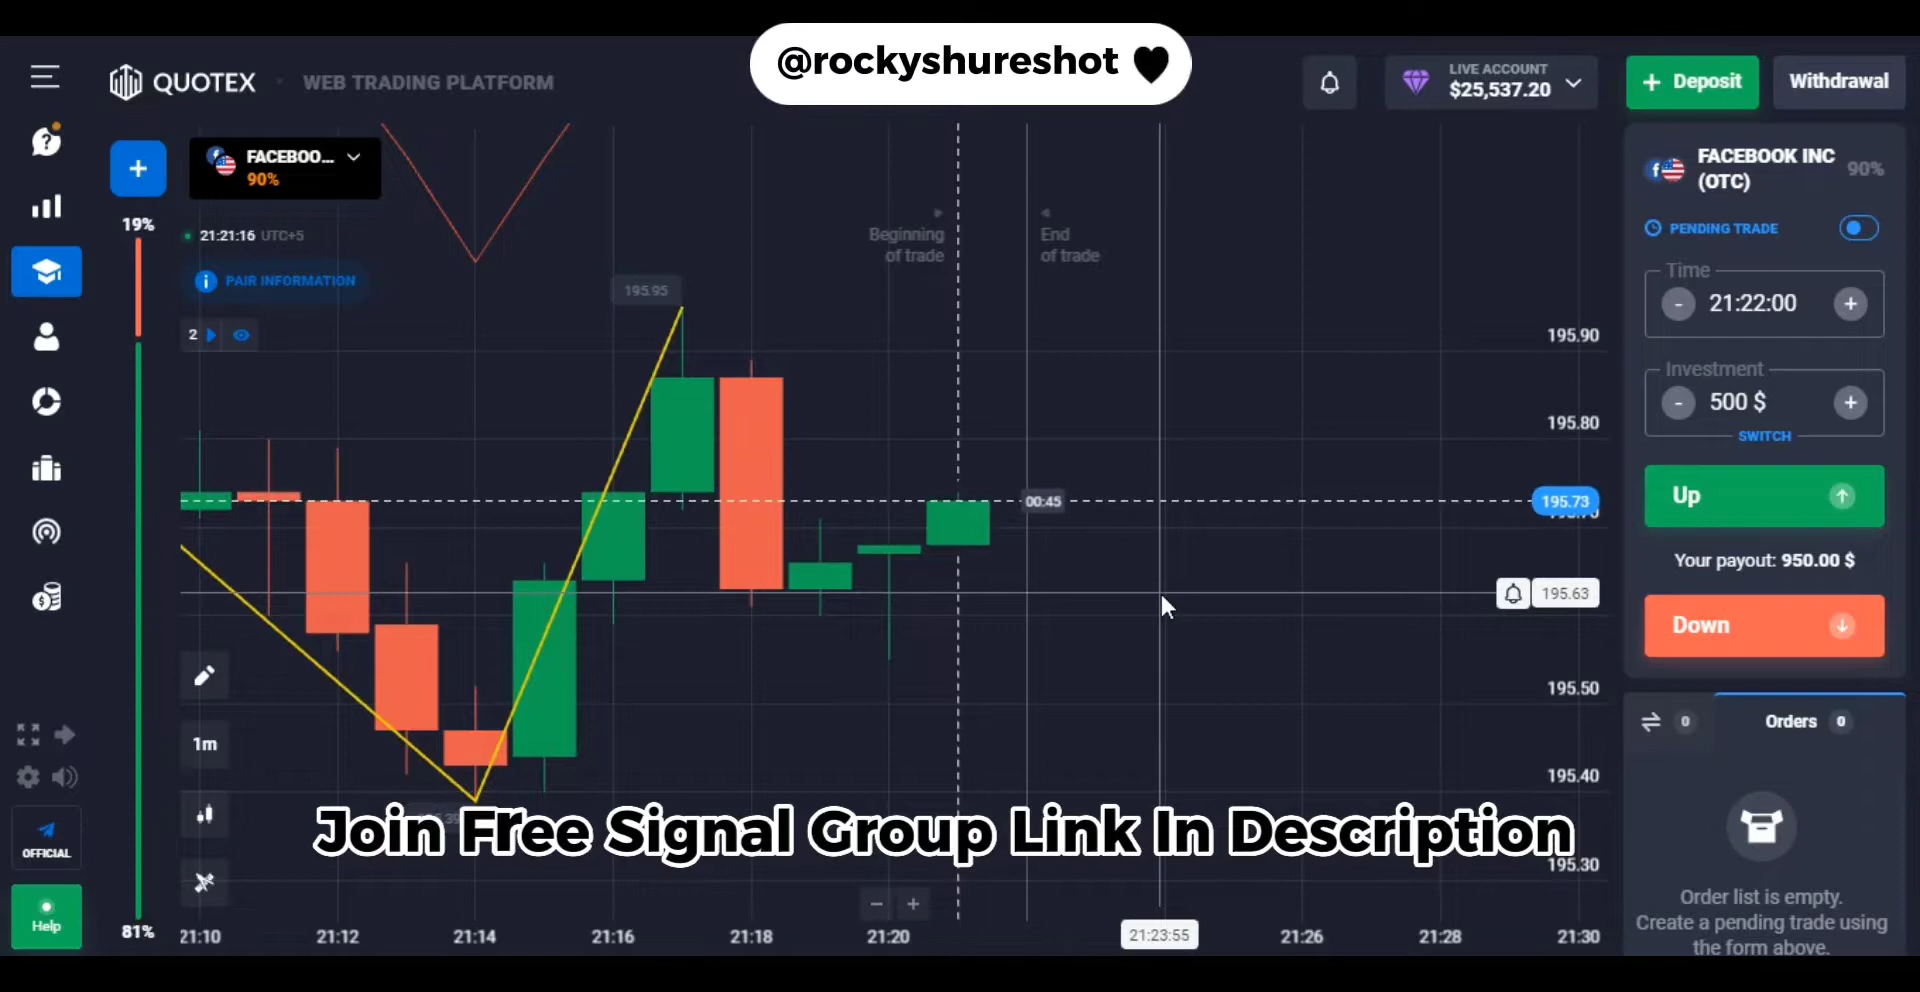 @rockyshureshot
QUOTEX
WEB TRADING PLATFORM
LIVE ACCOUNT
$25,537.20
+ Deposit
Withdrawal
FACEBOO...
90%
19%
21:21:16 UTC+5
PAIR INFORMATION
2
195.95
Beginning
of trade
End
of trade
00:45
195.90
195.80
195.73
195.63
195.50
195.40
195.30
FACEBOOK INC
(OTC)
90%
PENDING TRADE
Time
- 21:22:00 +
Investment
- 500 $ +
SWITCH
Up
Your payout: 950.00 $
Down
0
Orders 0
Order list is empty.
Create a pending trade using
the form above.
1m
Join Free Signal Group Link In Description
OFFICIAL
Help
81%
- +
21:10
21:12
21:14
21:16
21:18
21:20
21:23:55
21:26
21:28
21:30